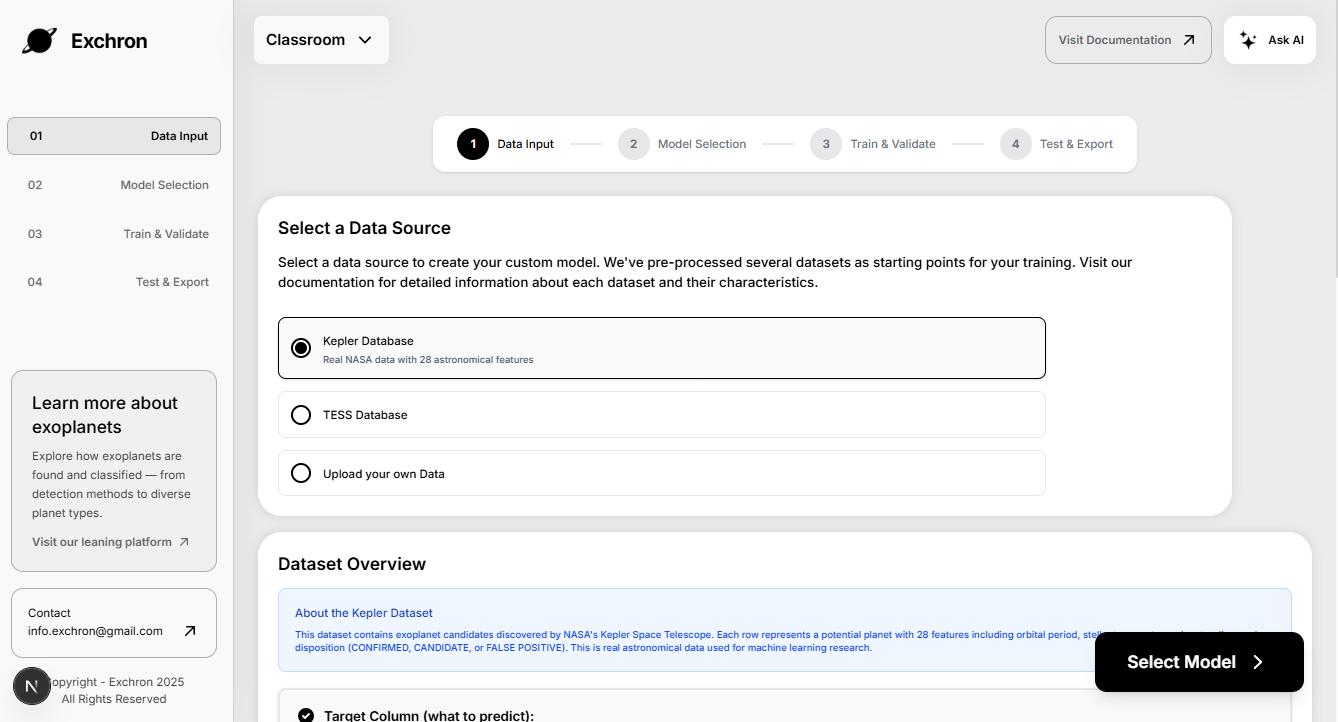 Exchron
Classroom
Visit Documentation
Ask AI
01 Data Input
02 Model Selection
03 Train & Validate
04 Test & Export
Learn more about
exoplanets
Explore how exoplanets are
found and classified — from
detection methods to diverse
planet types.
Visit our leaning platform
Contact
info.exchron@gmail.com
N
opyright - Exchron 2025
All Rights Reserved
1 Data Input
2 Model Selection
3 Train & Validate
4 Test & Export
Select a Data Source
Select a data source to create your custom model. We've pre-processed several datasets as starting points for your training. Visit our
documentation for detailed information about each dataset and their characteristics.
Kepler Database
Real NASA data with 28 astronomical features
TESS Database
Upload your own Data
Dataset Overview
About the Kepler Dataset
This dataset contains exoplanet candidates discovered by NASA's Kepler Space Telescope. Each row represents a potential planet with 28 features including orbital period,
disposition (CONFIRMED, CANDIDATE, or FALSE POSITIVE). This is real astronomical data used for machine learning research.
Select Model
Target Column (what to predict):